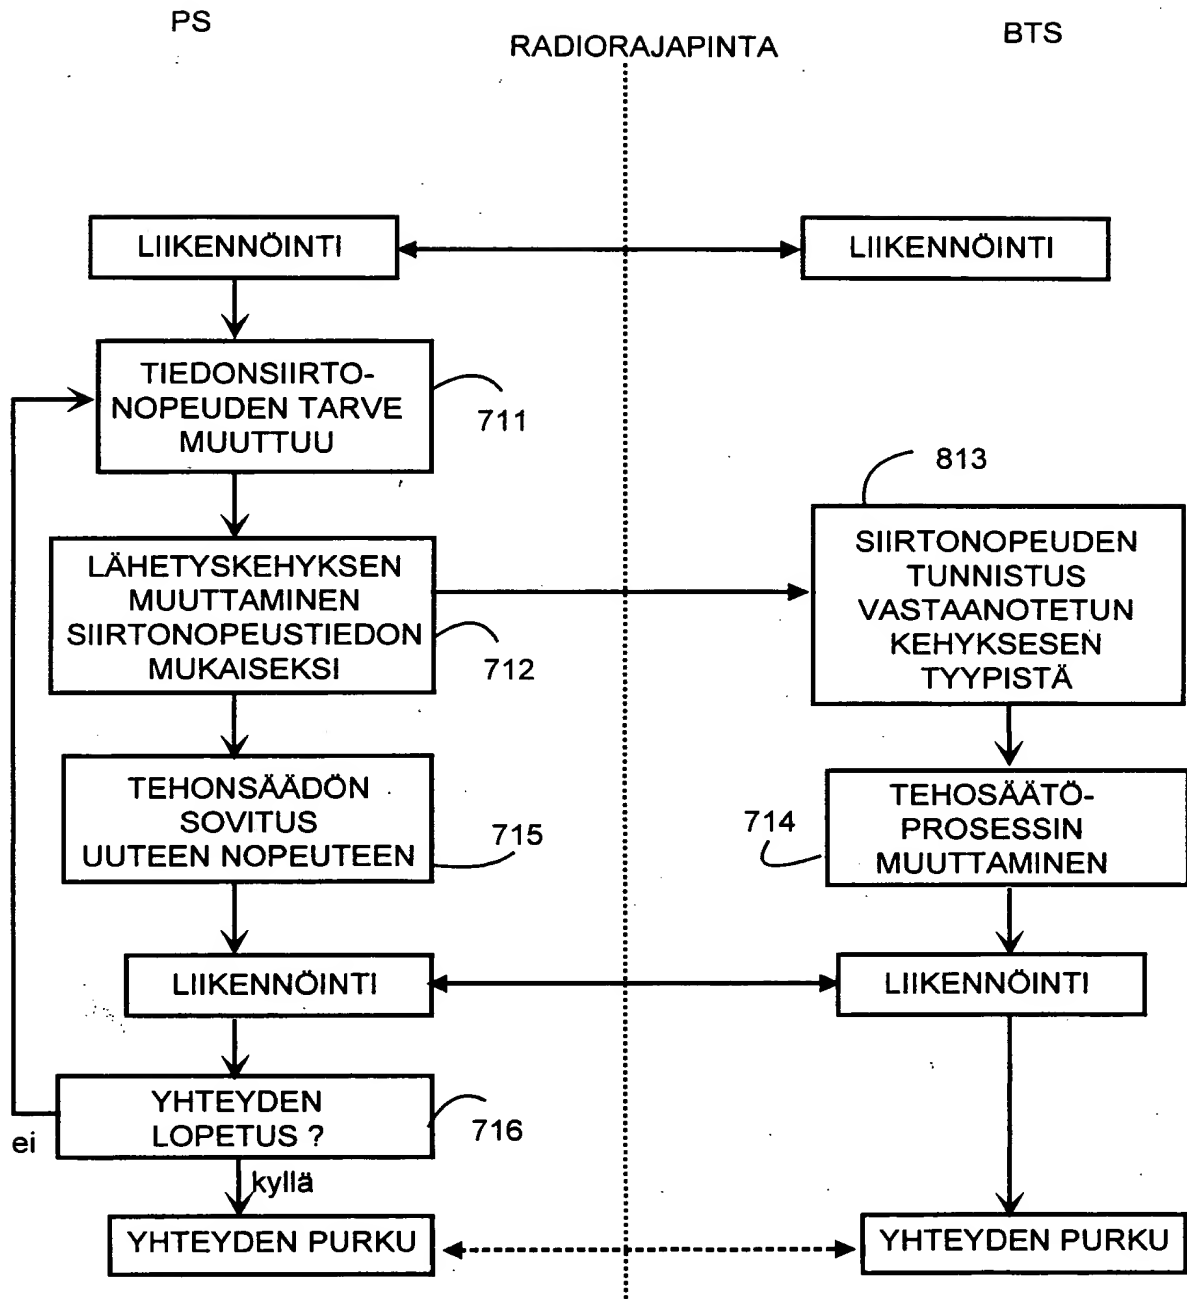 PS
RADIORAJAPINTA
BTS
LIIKENNÖINTI
LIIKENNÖINTI
TIEDONSIIRTO-
NOPEUDEN TARVE
MUUTTUU
711
813
LÄHETYSKEHYKSEN
MUUTTAMINEN
SIIRTONOPEUSTIEDON
MUKAISEKSI
712
SIIRTONOPEUDEN
TUNNISTUS
VASTAANOTETUN
KEHYKSESEN
TYYPISTÄ
TEHONSÄÄDÖN
SOVITUS
UUTEEN NOPEUTEEN
715
714
TEHOSÄÄTÖ-
PROSESSIN
MUUTTAMINEN
LIIKENNÖINTI
LIIKENNÖINTI
YHTEYDEN
LOPETUS ?
716
ei
kyllä
YHTEYDEN PURKU
YHTEYDEN PURKU